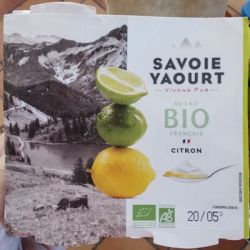 SAVOIE
YAOURT
Vivons Pur
AU LAIT
BIO
FRANÇAIS
CITRON
AB
20/05